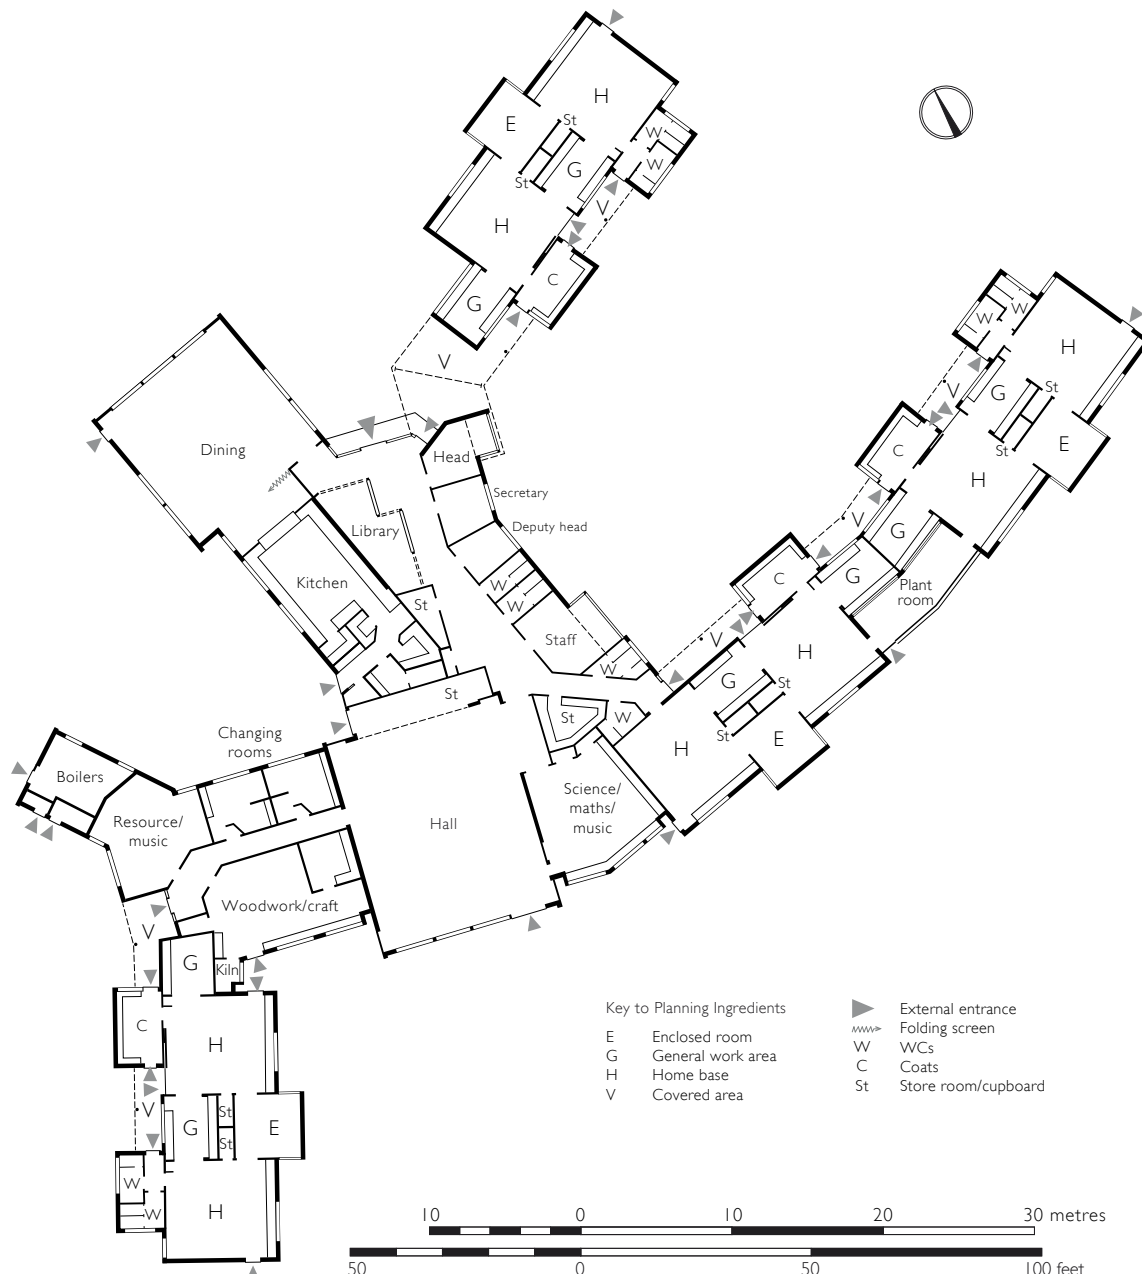 H
E
St
W
G
W
St
V
H
C
G
V
W
W
H
V
G
St
E
C
St
H
V
G
Dining
Head
Secretary
Deputy head
Library
Kitchen
St
W
W
Staff
W
C
G
Plant
room
V
H
G
St
St
E
H
St
W
St
Changing
rooms
Boilers
Resource/
music
Hall
Science/
maths/
music
Woodwork/craft
V
G
Kiln
C
H
V
G
St
St
E
W
W
H
Key to Planning Ingredients
E Enclosed room
G General work area
H Home base
V Covered area
External entrance
Folding screen
W WCs
C Coats
St Store room/cupboard
10 0 10 20 30 metres
50 0 50 100 feet